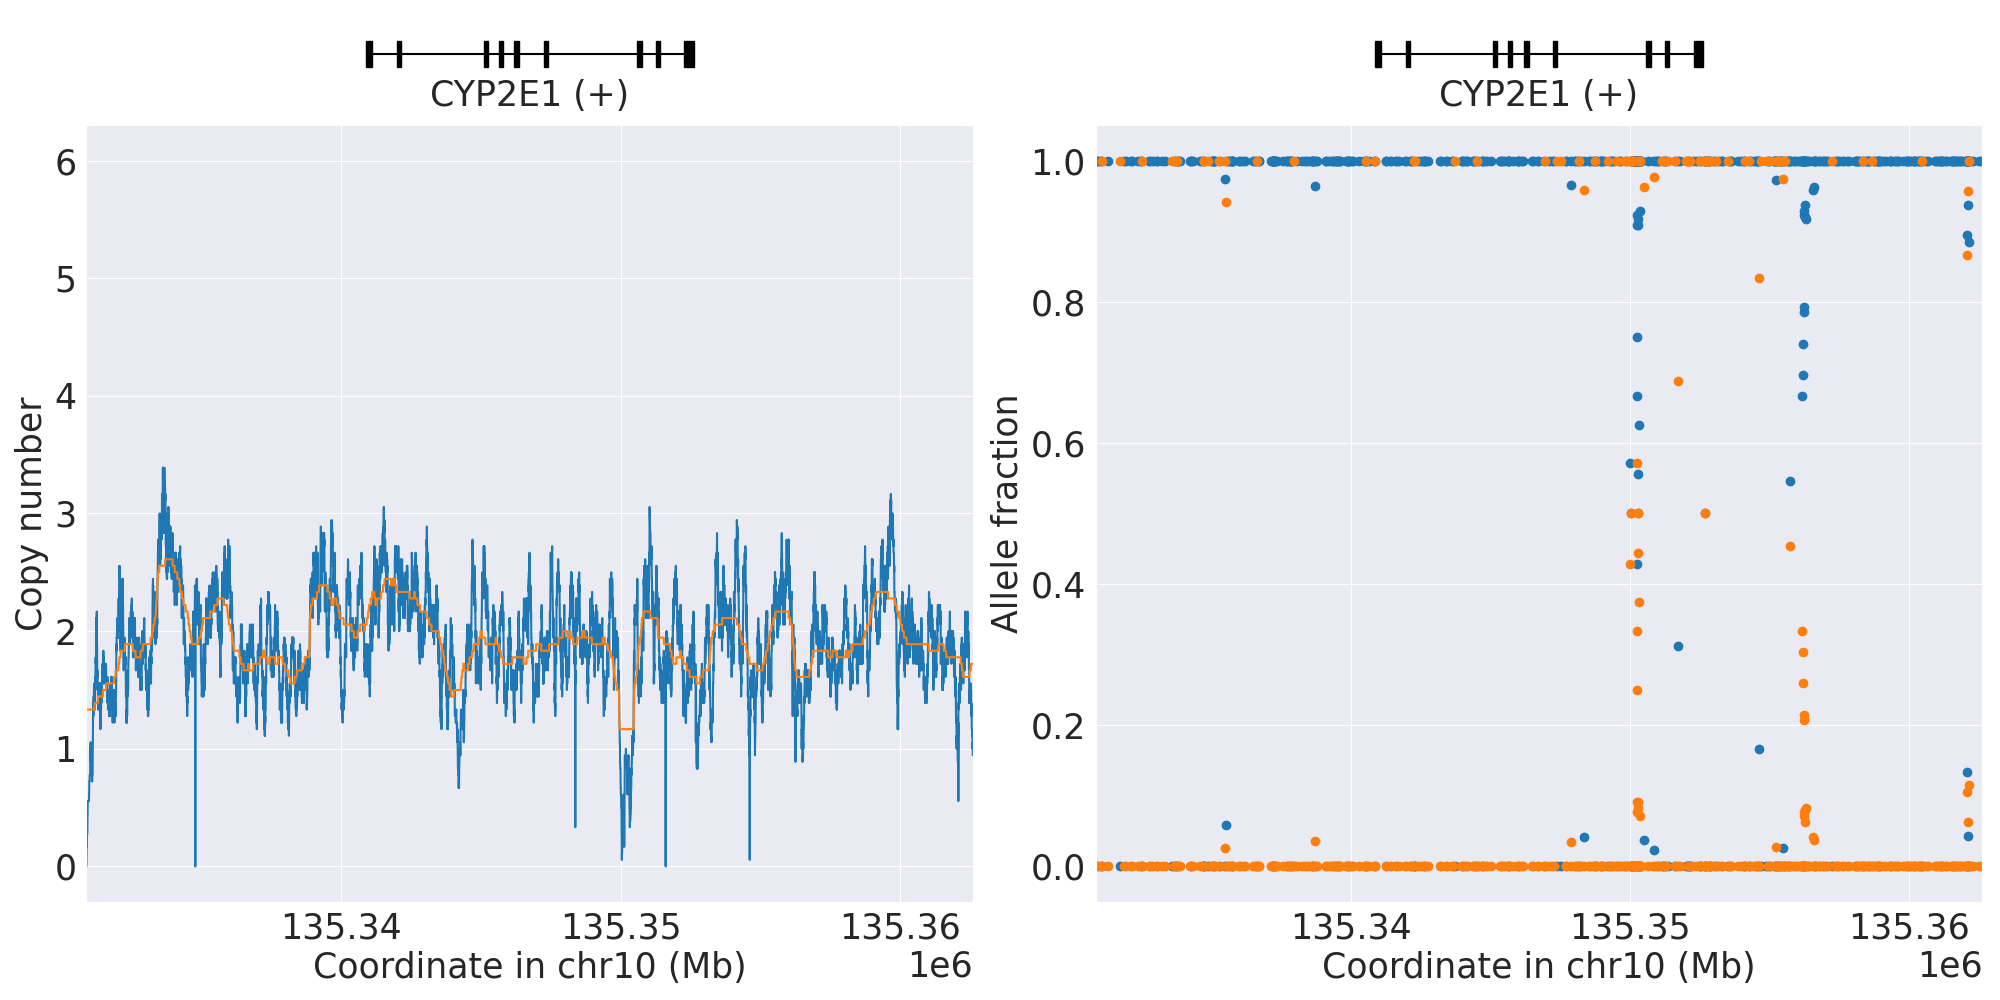 CYP2E1 (+)
6
5
4
3
2
1
0
Copy number
135.34 135.35 135.36
1e6
Coordinate in chr10 (Mb)
CYP2E1 (+)
1.0
0.8
0.6
0.4
0.2
0.0
Allele fraction
135.34 135.35 135.36
1e6
Coordinate in chr10 (Mb)